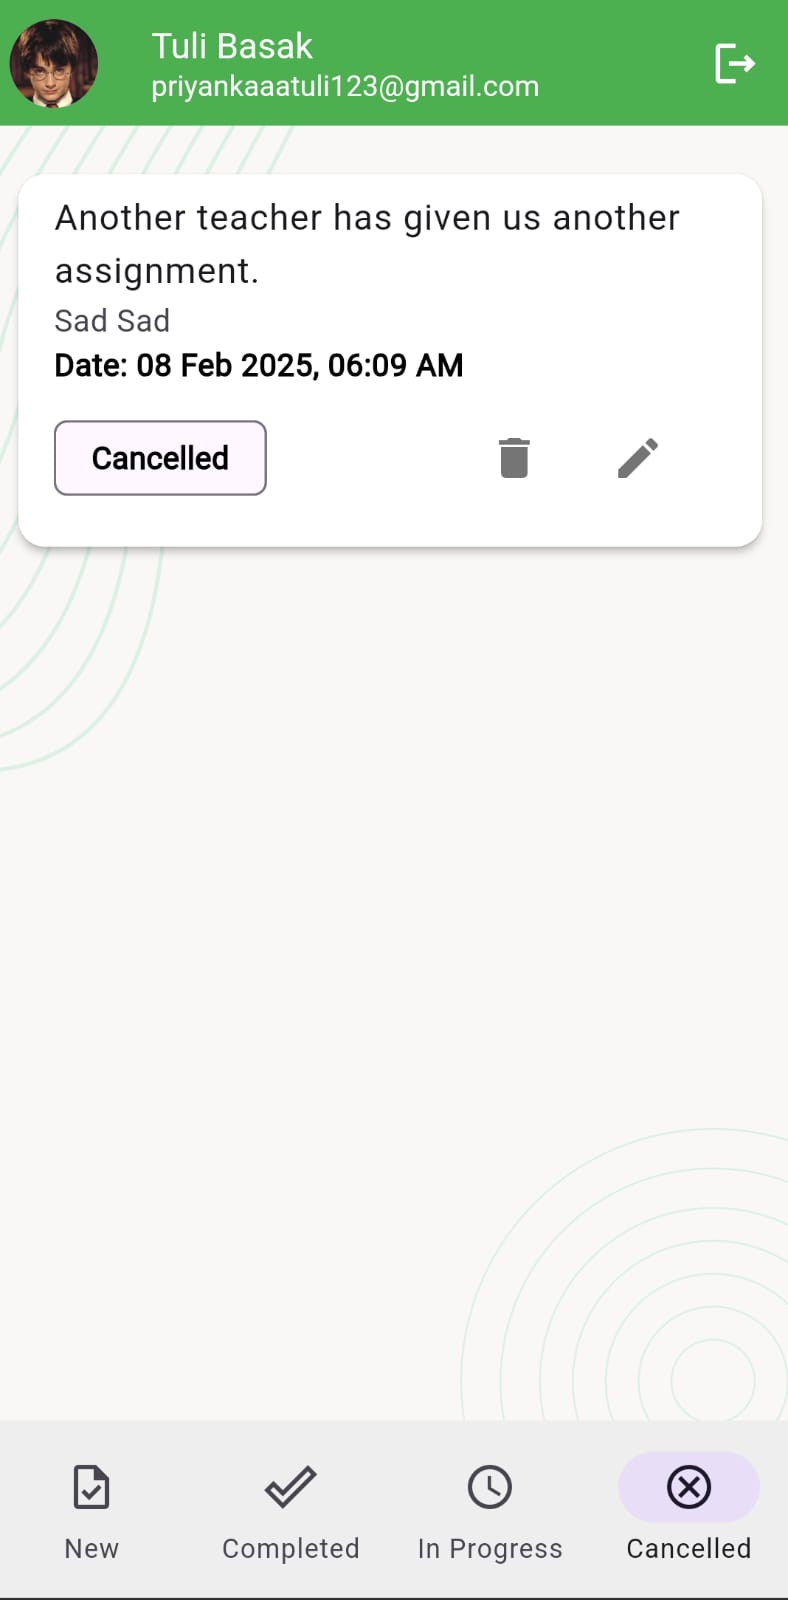 Tuli Basak
priyankaaatuli123@gmail.com
Another teacher has given us another
assignment.
Sad Sad
Date: 08 Feb 2025, 06:09 AM
Cancelled
New
Completed
In Progress
Cancelled